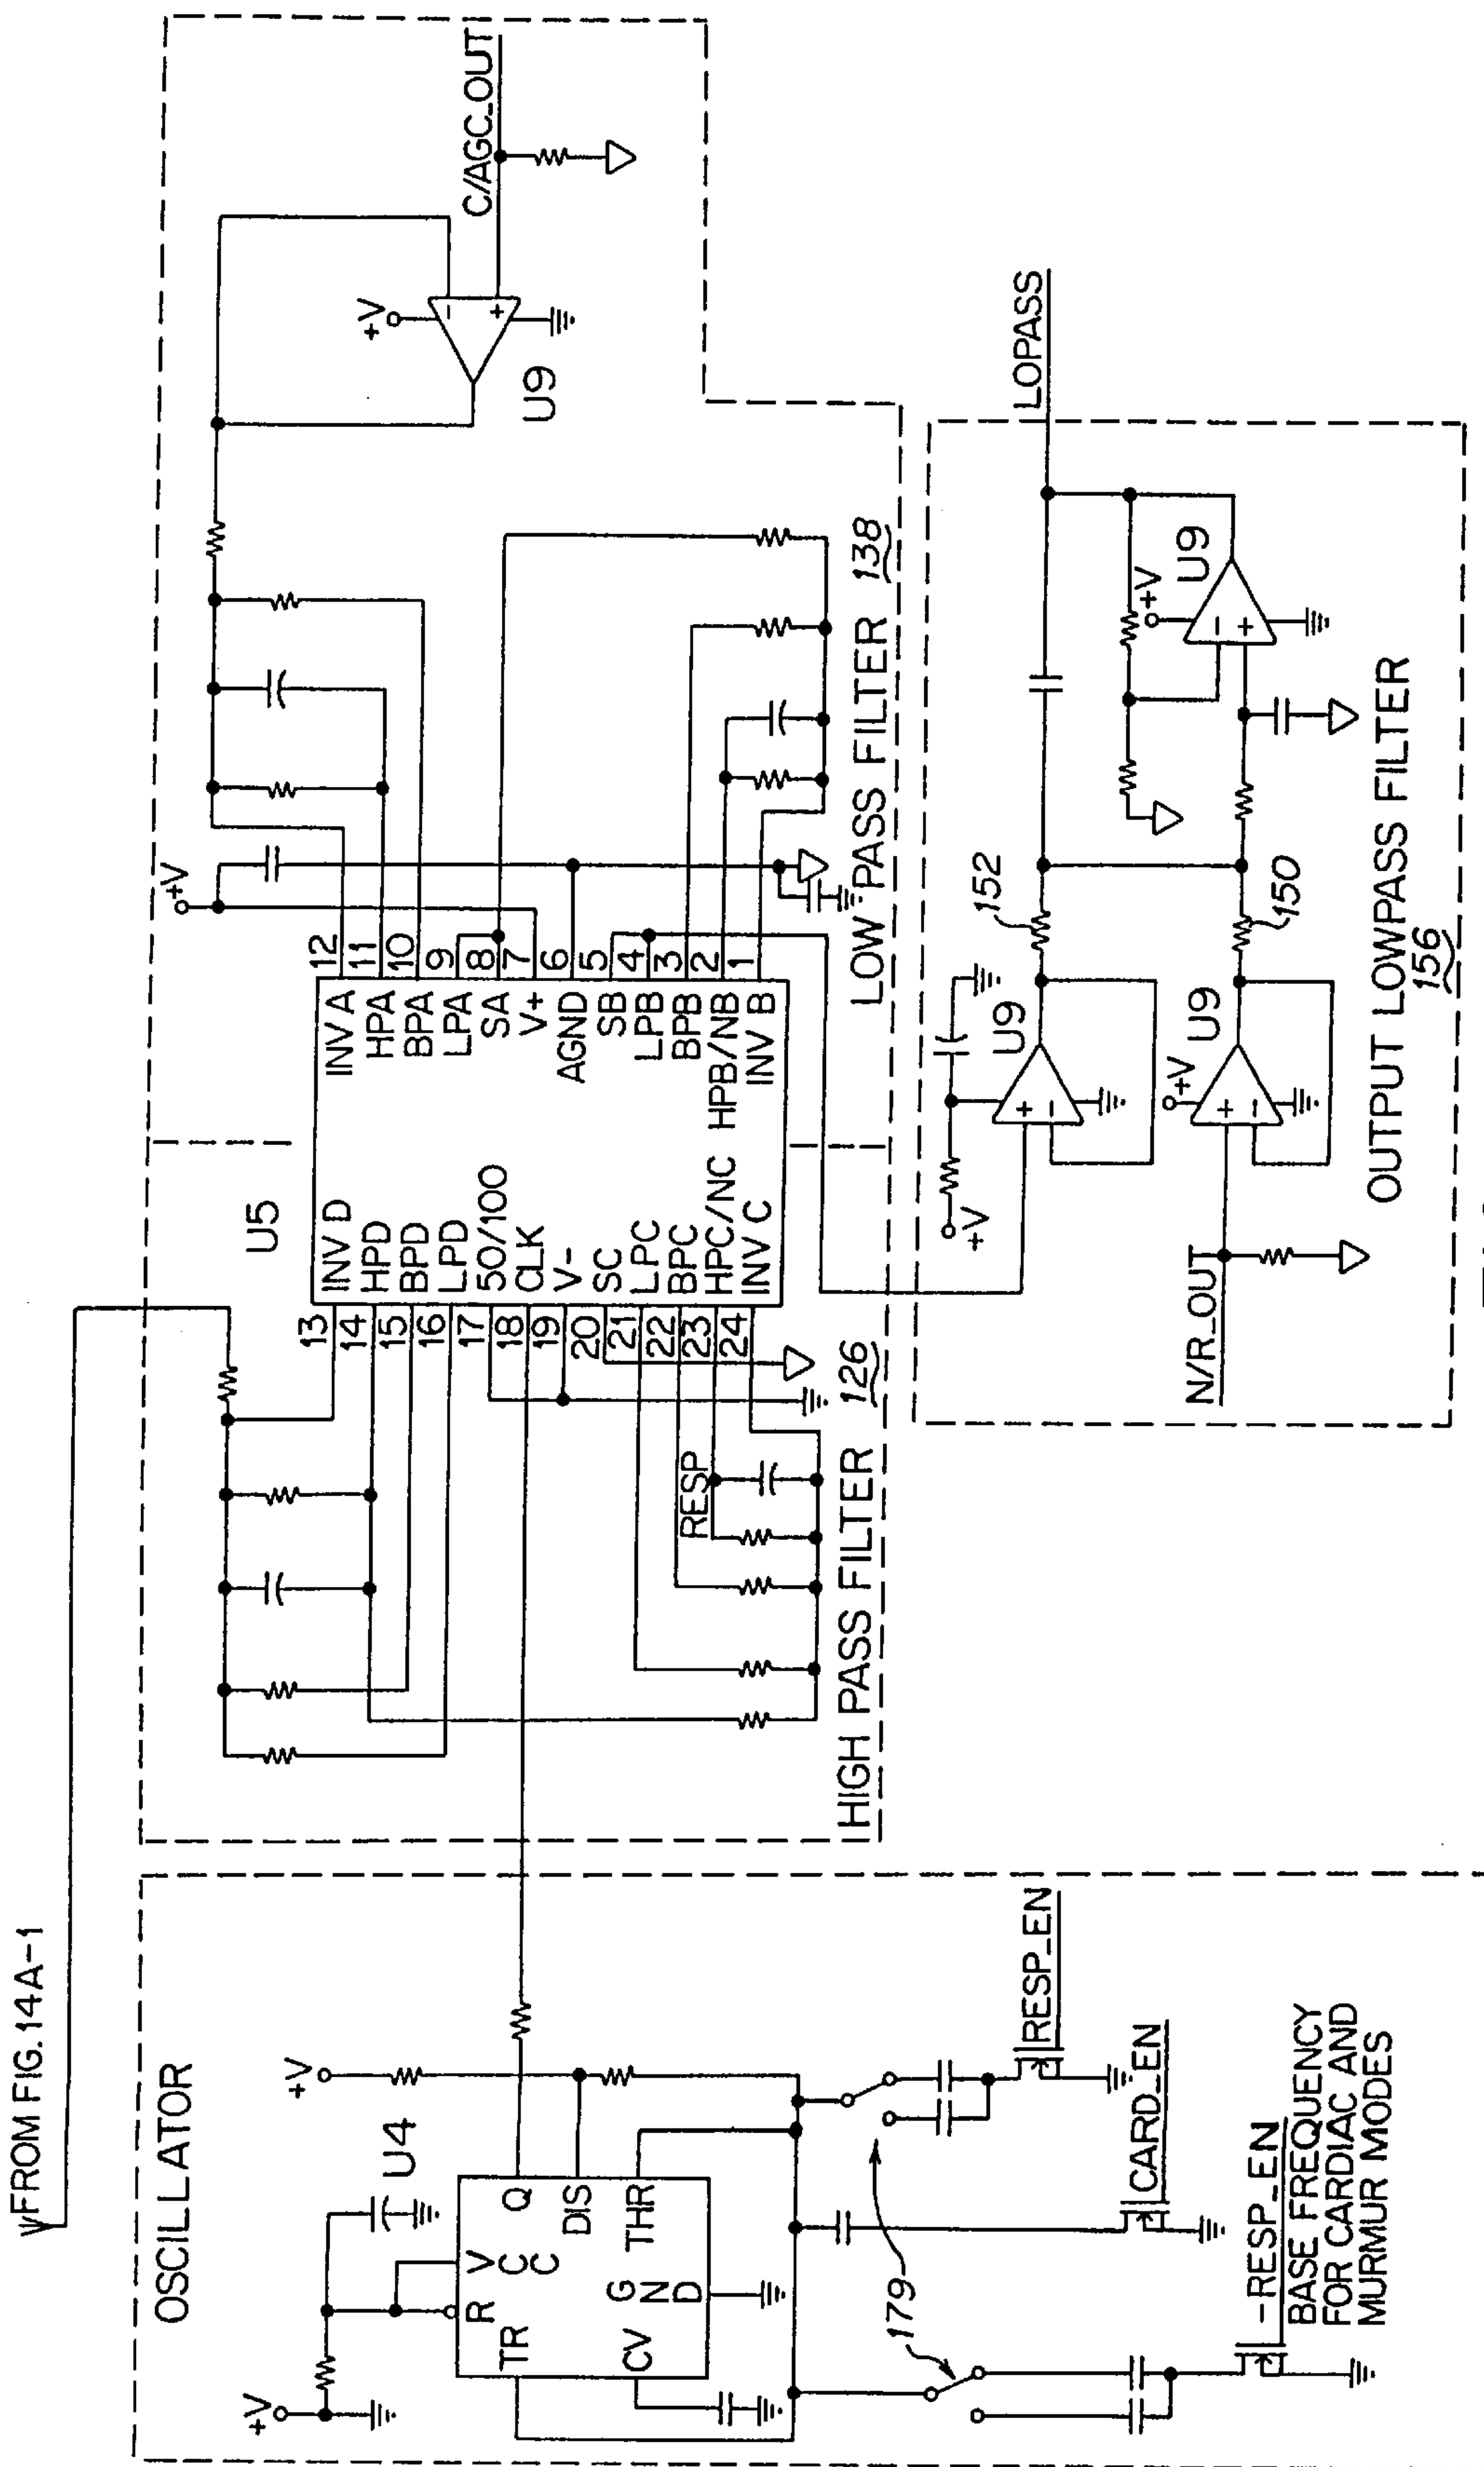 FROM FIG.14A-1
OSCILLATOR
+V
+V
U4
R
V
C
C
Q
TR
DIS
CV
G
N
D
THR
179
RESP_EN
CARD_EN
-RESP_EN
BASE FREQUENCY
FOR CARDIAC AND
MURMUR MODES
U5
13 INV D
14 HPD
15 BPD
16 LPD
17 50/100
18 CLK
19 V-
20 SC
21 LPC
22 BPC
23 HPC/NC
24 INV C
RESP
HIGH PASS FILTER 126
INV A 12
HPA 11
BPA 10
LPA 9
SA 8
V+ 7
AGND 6
SB 5
LPB 4
BPB 3
HPB/NB 2
INV B 1
+V
LOW PASS FILTER 138
+V
-
+
U9
C/AGC_OUT
+V
+
-
U9
152
N/R_OUT
+V
+
-
U9
150
+V
-
+
U9
LOPASS
OUTPUT LOWPASS FILTER
156